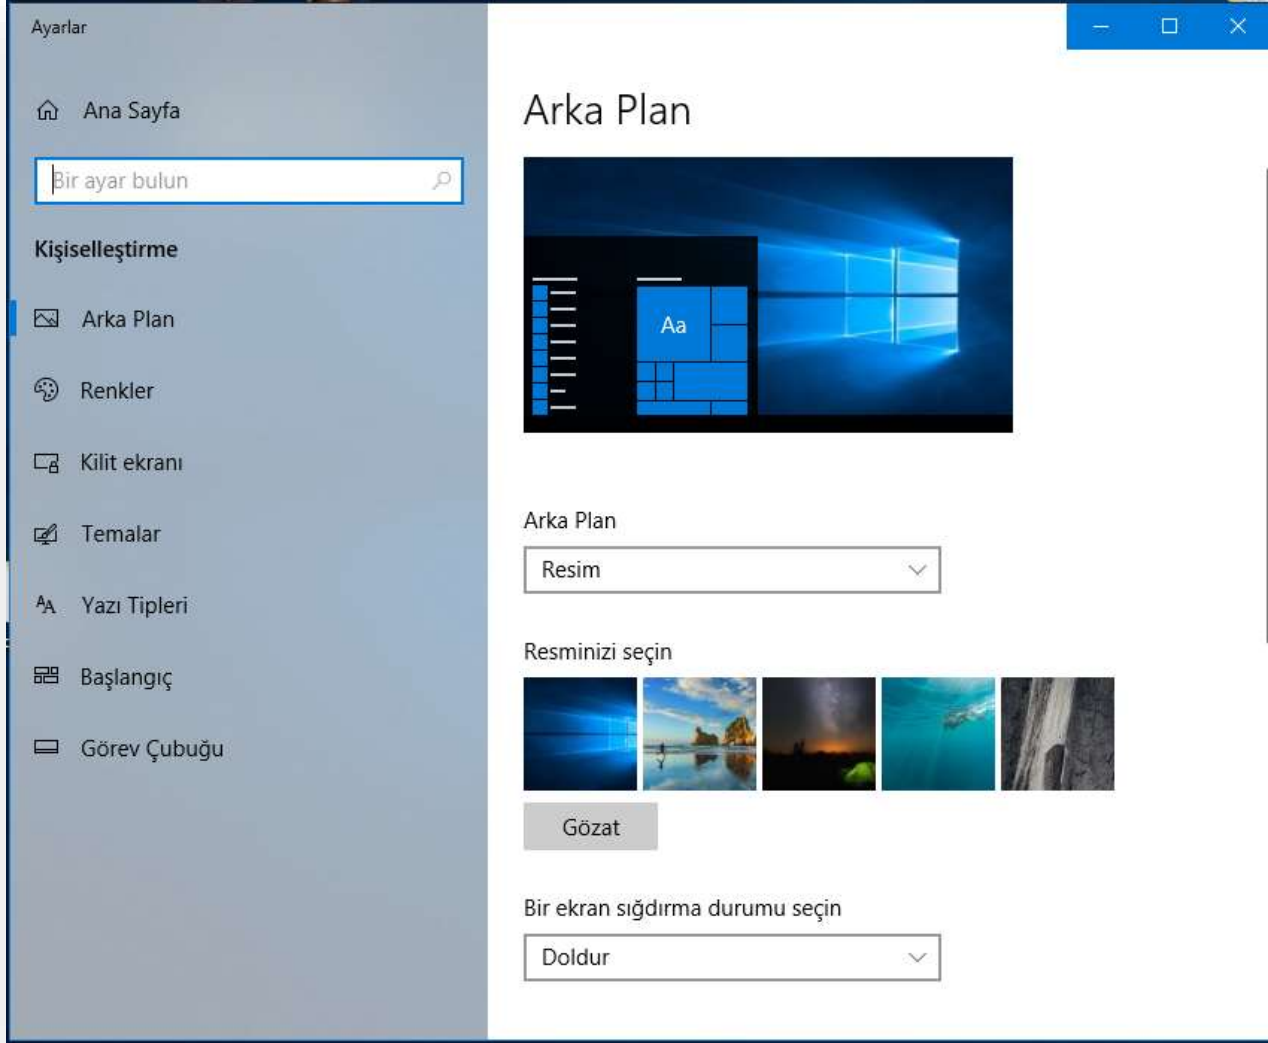 Ayarlar
Ana Sayfa
Bir ayar bulun
Kişiselleştirme
Arka Plan
Renkler
Kilit ekranı
Temalar
Yazı Tipleri
Başlangıç
Görev Çubuğu
Arka Plan
Aa
Arka Plan
Resim
Resminizi seçin
Gözat
Bir ekran sığdırma durumu seçin
Doldur